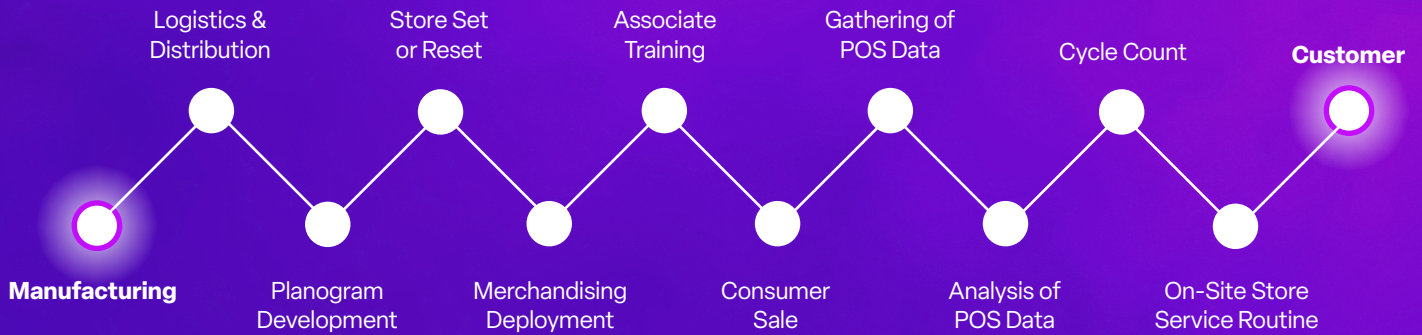 Manufacturing
Logistics &
Distribution
Planogram
Development
Store Set
or Reset
Merchandising
Deployment
Associate
Training
Consumer
Sale
Gathering of
POS Data
Analysis of
POS Data
Cycle Count
On-Site Store
Service Routine
Customer